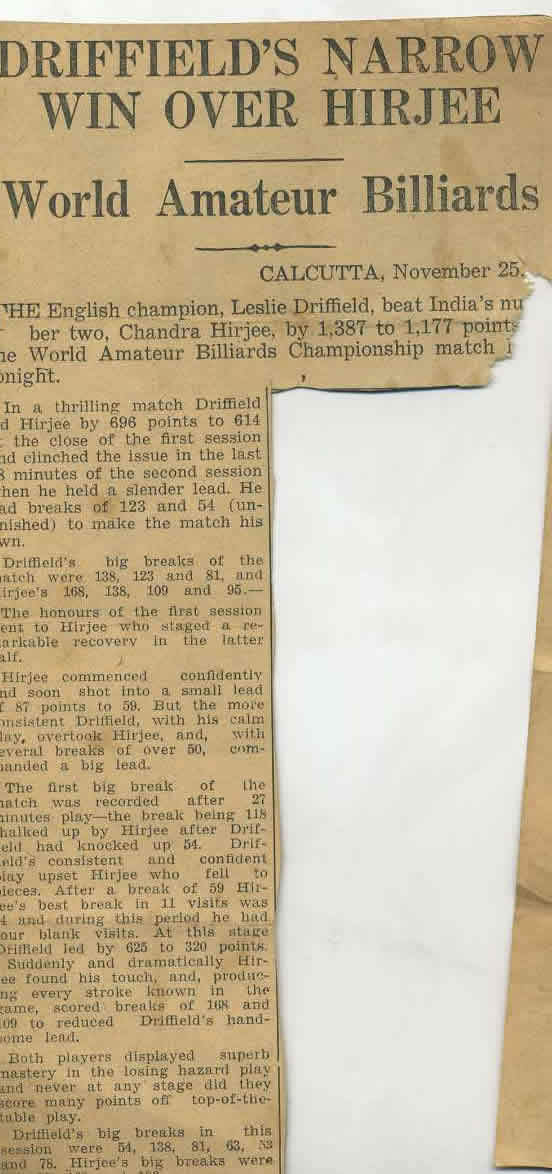 DRIFFIELD'S NARROW
WIN OVER HIRJEE
World Amateur Billiards
CALCUTTA, November 25.
THE English champion, Leslie Driffield, beat India's nu
ber two, Chandra Hirjee, by 1,387 to 1,177 points
he World Amateur Billiards Championship match i
onight.
In a thrilling match Driffield
d Hirjee by 696 points to 614
t the close of the first session
nd clinched the issue in the last
8 minutes of the second session
hen he held a slender lead. He
ad breaks of 123 and 54 (un-
nished) to make the match his
wn.
Driffield's big breaks of the
atch were 138, 123 and 81, and
irjee's 168, 138, 109 and 95.—
The honours of the first session
ent to Hirjee who staged a re-
arkable recovery in the latter
alf.
Hirjee commenced confidently
nd soon shot into a small lead
f 87 points to 59. But the more
onsistent Driffield, with his calm
lay, overtook Hirjee, and, with
everal breaks of over 50, com-
anded a big lead.
The first big break of the
atch was recorded after 27
inutes play—the break being 118
halked up by Hirjee after Drif-
eld had knocked up 54. Drif-
eld's consistent and confident
play upset Hirjee who fell to
pieces. After a break of 59 Hir-
ee's best break in 11 visits was
4 and during this period he had
our blank visits. At this stage
Driffield led by 625 to 320 points.
Suddenly and dramatically Hir-
ee found his touch, and, produc-
ng every stroke known in the
game, scored breaks of 168 and
109 to reduced Driffield's hand-
some lead.
Both players displayed superb
mastery in the losing hazard play
and never at any stage did they
score many points off top-of-the-
table play.
Driffield's big breaks in this
session were 54, 138, 81, 63, 53
and 78. Hirjee's big breaks were